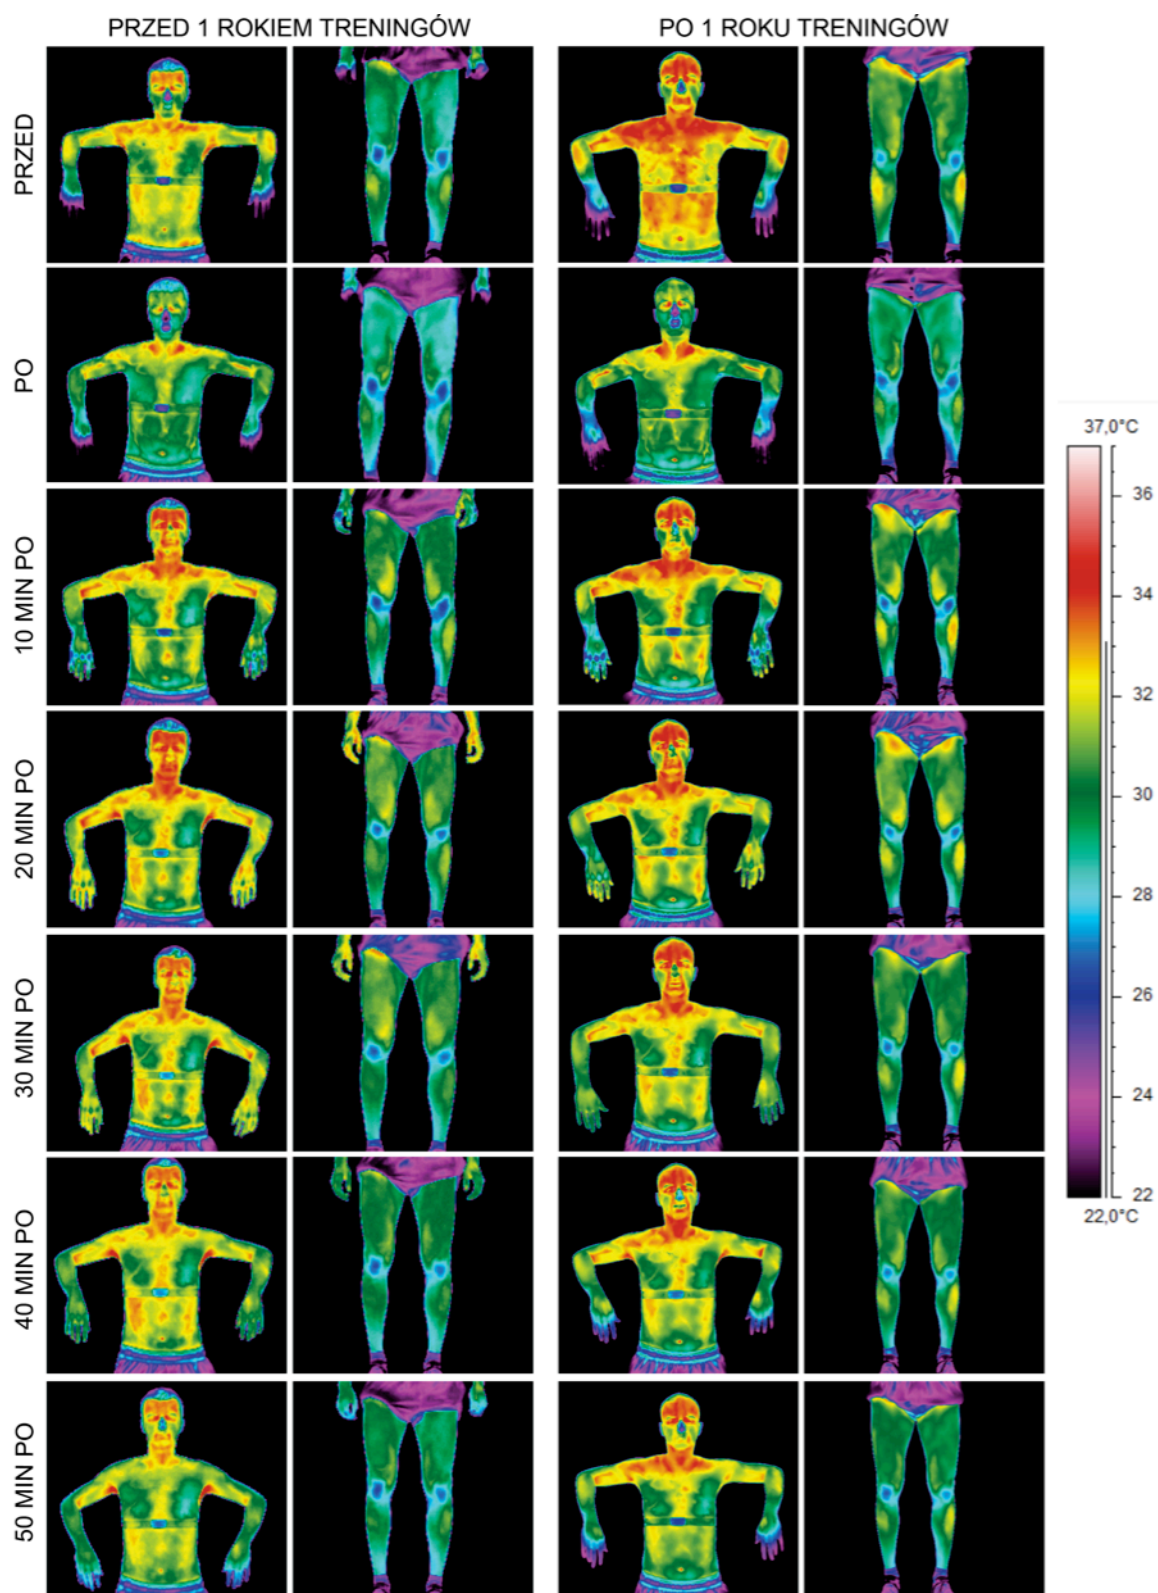 PRZED 1 ROKIEM TRENINGÓW
PO 1 ROKU TRENINGÓW
PRZED
PO
10 MIN PO
20 MIN PO
30 MIN PO
40 MIN PO
50 MIN PO
37,0°C
36
34
32
30
28
26
24
22
22,0°C